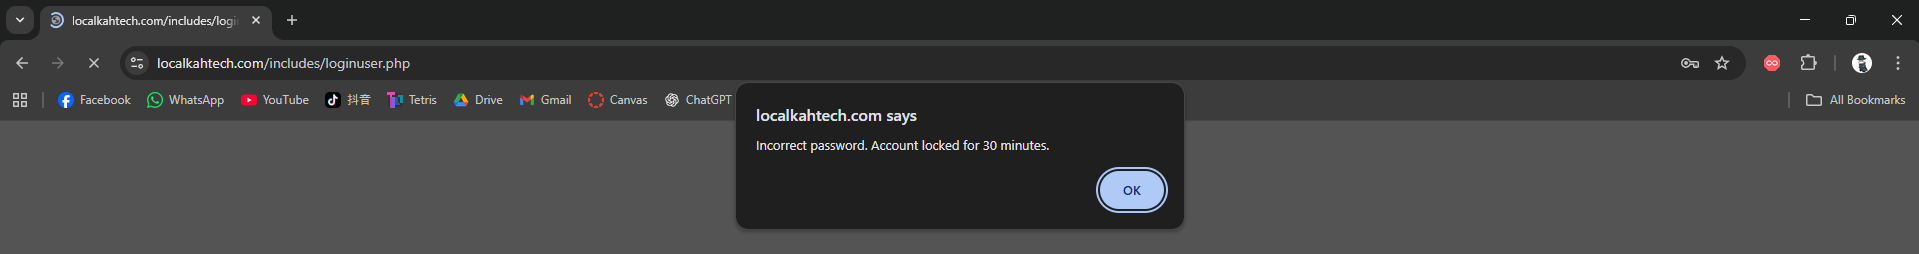 localkahtech.com/includes/login
localkahtech.com/includes/loginuser.php
Facebook WhatsApp YouTube 抖音 Tetris Drive Gmail Canvas ChatGPT All Bookmarks
localkahtech.com says
Incorrect password. Account locked for 30 minutes.
OK